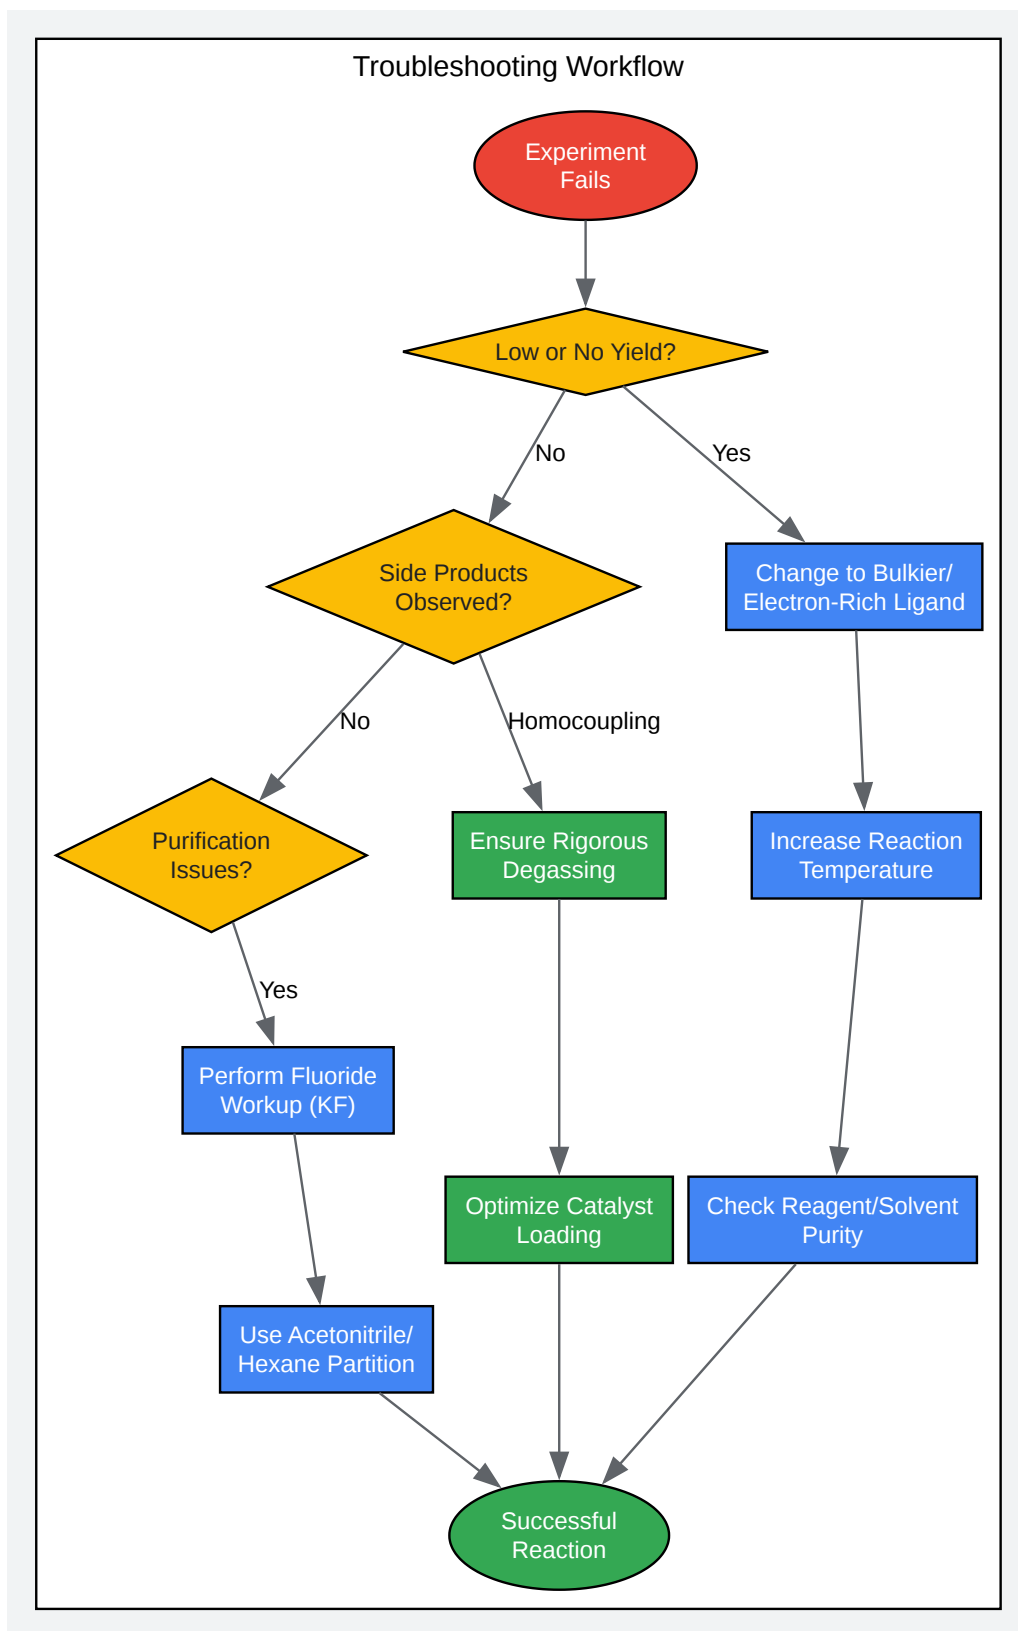 Troubleshooting Workflow
Experiment
Fails
Low or No Yield?
No
Yes
Side Products
Observed?
Change to Bulkier/
Electron-Rich Ligand
No
Homocoupling
Purification
Issues?
Ensure Rigorous
Degassing
Increase Reaction
Temperature
Yes
Perform Fluoride
Workup (KF)
Optimize Catalyst
Loading
Check Reagent/Solvent
Purity
Use Acetonitrile/
Hexane Partition
Successful
Reaction